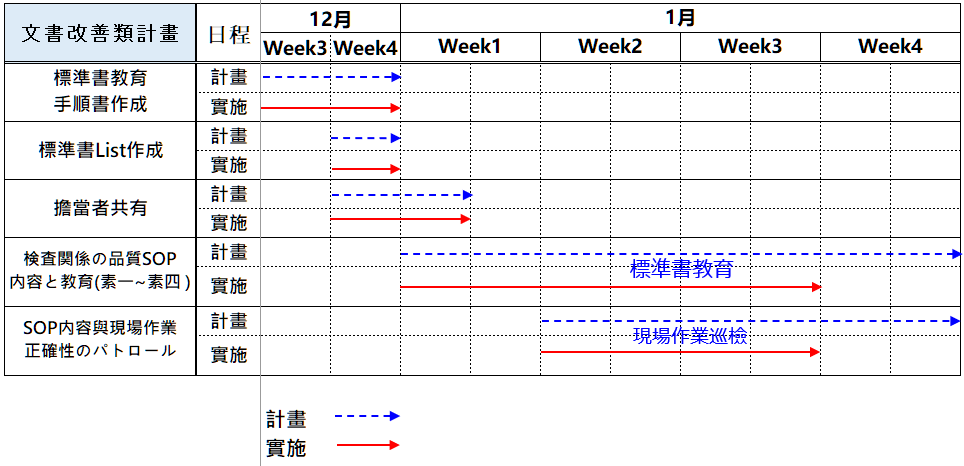 文書改善類計畫
日程
12月
1月
Week3
Week4
Week1
Week2
Week3
Week4
標準書教育
手順書作成
計畫
實施
標準書List作成
計畫
實施
擔當者共有
計畫
實施
検査関係の品質SOP
内容と教育(素一~素四)
計畫
標準書教育
實施
SOP内容與現場作業
正確性のパトロール
計畫
現場作業巡檢
實施
計畫
實施